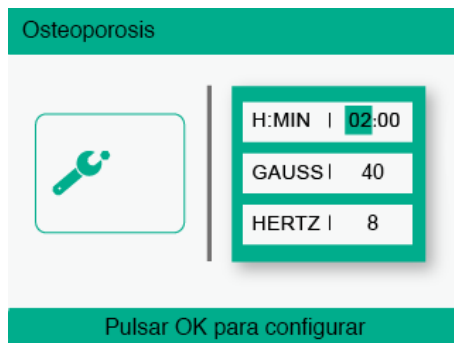 Osteoporosis
H:MIN | 02:00
GAUSS | 40
HERTZ | 8
Pulsar OK para configurar